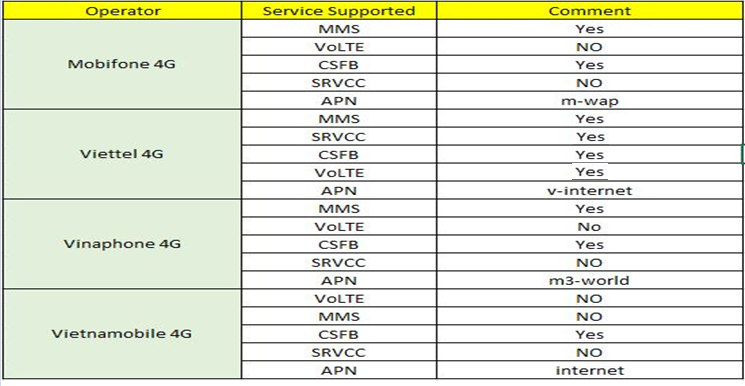 Operator Service Supported Comment
Mobifone 4G
MMS Yes
VoLTE NO
CSFB Yes
SRVCC NO
APN m-wap
Viettel 4G
MMS Yes
SRVCC Yes
CSFB Yes
VoLTE Yes
APN v-internet
Vinaphone 4G
MMS Yes
VoLTE No
CSFB Yes
SRVCC NO
APN m3-world
Vietnamobile 4G
VoLTE NO
MMS NO
CSFB Yes
SRVCC NO
APN internet